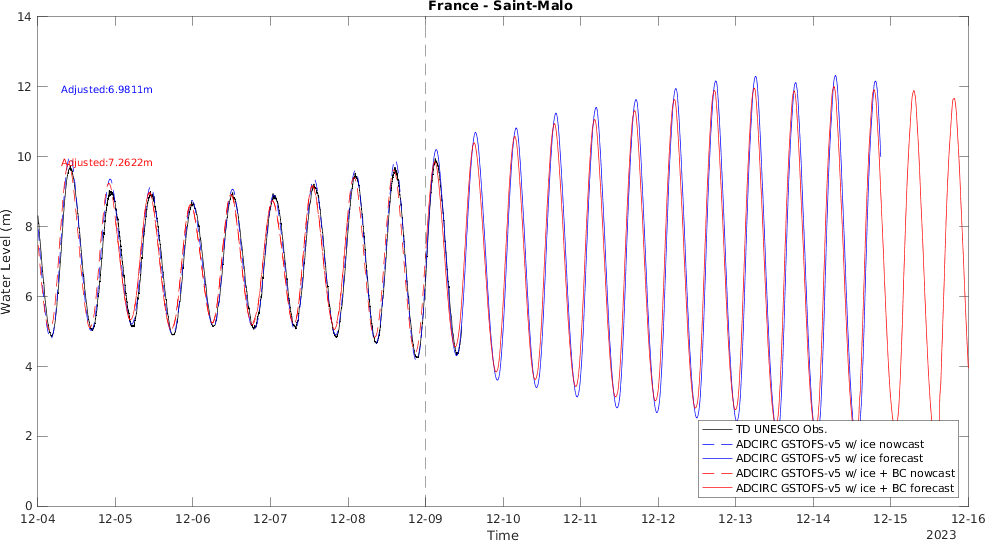 France - Saint-Malo
14
12
10
8
6
4
2
0
Water Level (m)
Adjusted:6.9811m
Adjusted:7.2622m
TD UNESCO Obs.
ADCIRC GSTOFS-v5 w/ ice nowcast
ADCIRC GSTOFS-v5 w/ ice forecast
ADCIRC GSTOFS-v5 w/ ice + BC nowcast
ADCIRC GSTOFS-v5 w/ ice + BC forecast
12-04 12-05 12-06 12-07 12-08 12-09 12-10 12-11 12-12 12-13 12-14 12-15 12-16
Time
2023